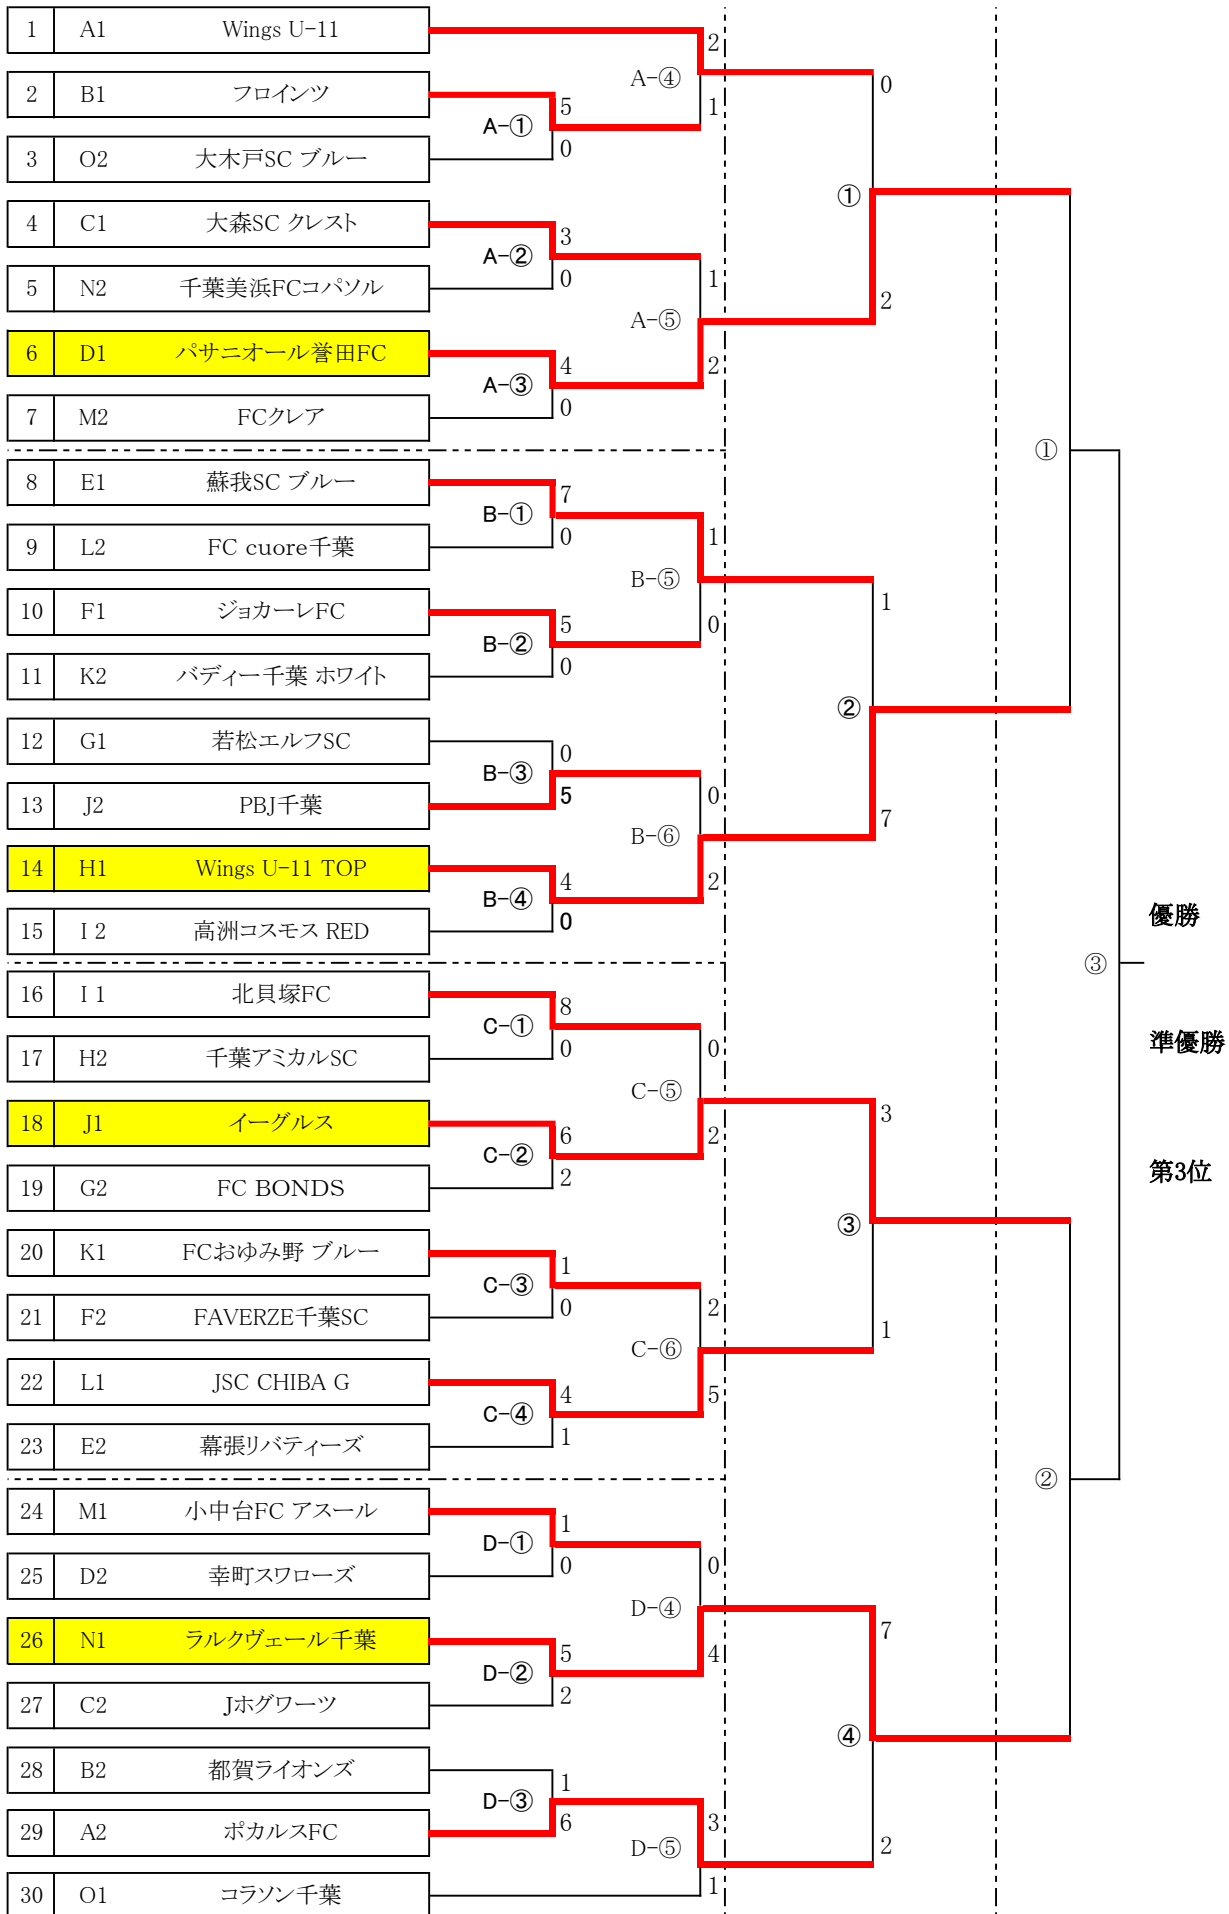 1 A1 Wings U-11
2
A-④
0
2 B1 フロインツ
5
1
A-①
3 O2 大木戸SC ブルー
0
①
4 C1 大森SC クレスト
3
A-②
5 N2 千葉美浜FCコパソル
0
1
2
A-⑤
6 D1 パサニオール誉田FC
4
2
A-③
7 M2 FCクレア
0
①
8 E1 蘇我SC ブルー
7
B-①
9 L2 FC cuore千葉
0
1
B-⑤
1
10 F1 ジョカーレFC
5
0
B-②
11 K2 バディー千葉 ホワイト
0
②
12 G1 若松エルフSC
0
B-③
13 J2 PBJ千葉
5
0
7
B-⑥
14 H1 Wings U-11 TOP
4
2
B-④
15 I 2 高洲コスモス RED
0
優勝
③
16 I 1 北貝塚FC
8
C-①
17 H2 千葉アミカルSC
0
0
準優勝
C-⑤
3
18 J1 イーグルス
6
2
C-②
19 G2 FC BONDS
2
第3位
③
20 K1 FCおゆみ野 ブルー
1
C-③
21 F2 FAVERZE千葉SC
0
2
1
C-⑥
22 L1 JSC CHIBA G
4
5
C-④
23 E2 幕張リバティーズ
1
②
24 M1 小中台FC アスール
1
D-①
25 D2 幸町スワローズ
0
0
D-④
7
26 N1 ラルクヴェール千葉
5
4
D-②
27 C2 Jホグワーツ
2
④
28 B2 都賀ライオンズ
1
D-③
29 A2 ポカルスFC
6
3
D-⑤
2
30 O1 コラソン千葉
1